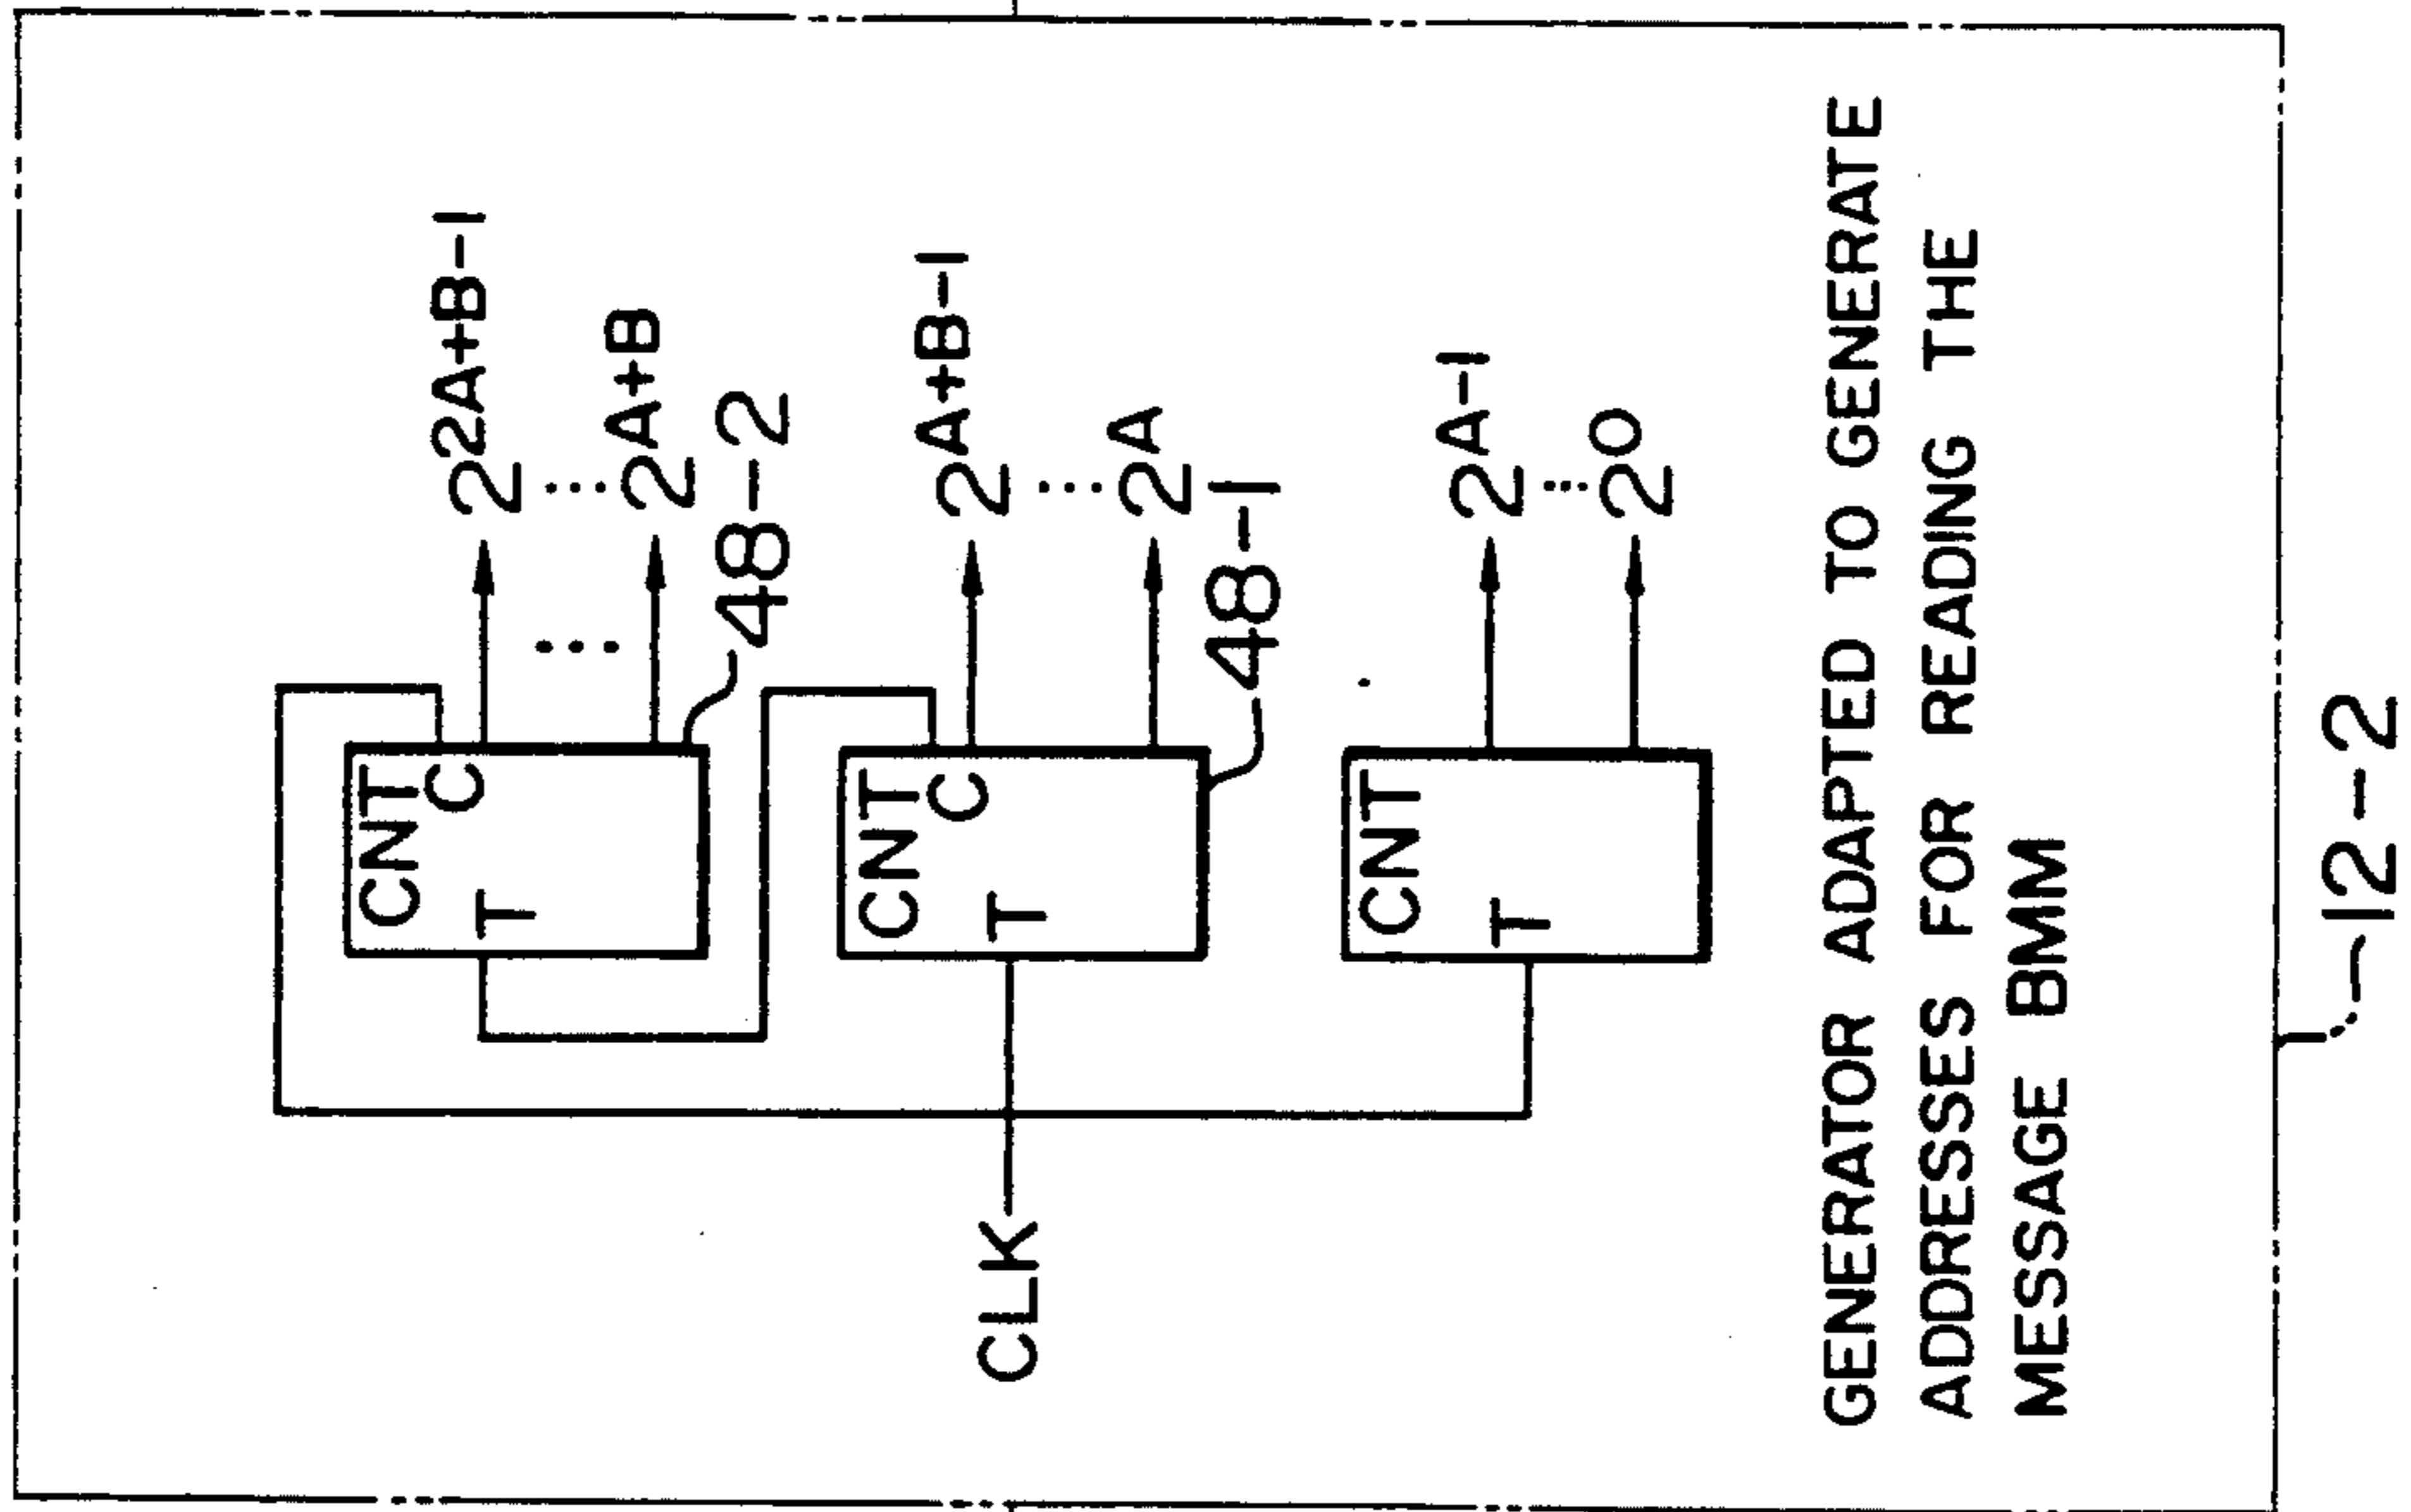 CNT
C
T
2^2A+B-1
...
2^A+B
48-2
CNT
C
T
2^A+B-1
...
2^A
48-1
CLK
CNT
T
2^A-1
...
2^0
GENERATOR ADAPTED TO GENERATE
ADDRESSES FOR READING THE
MESSAGE BMM
12-2